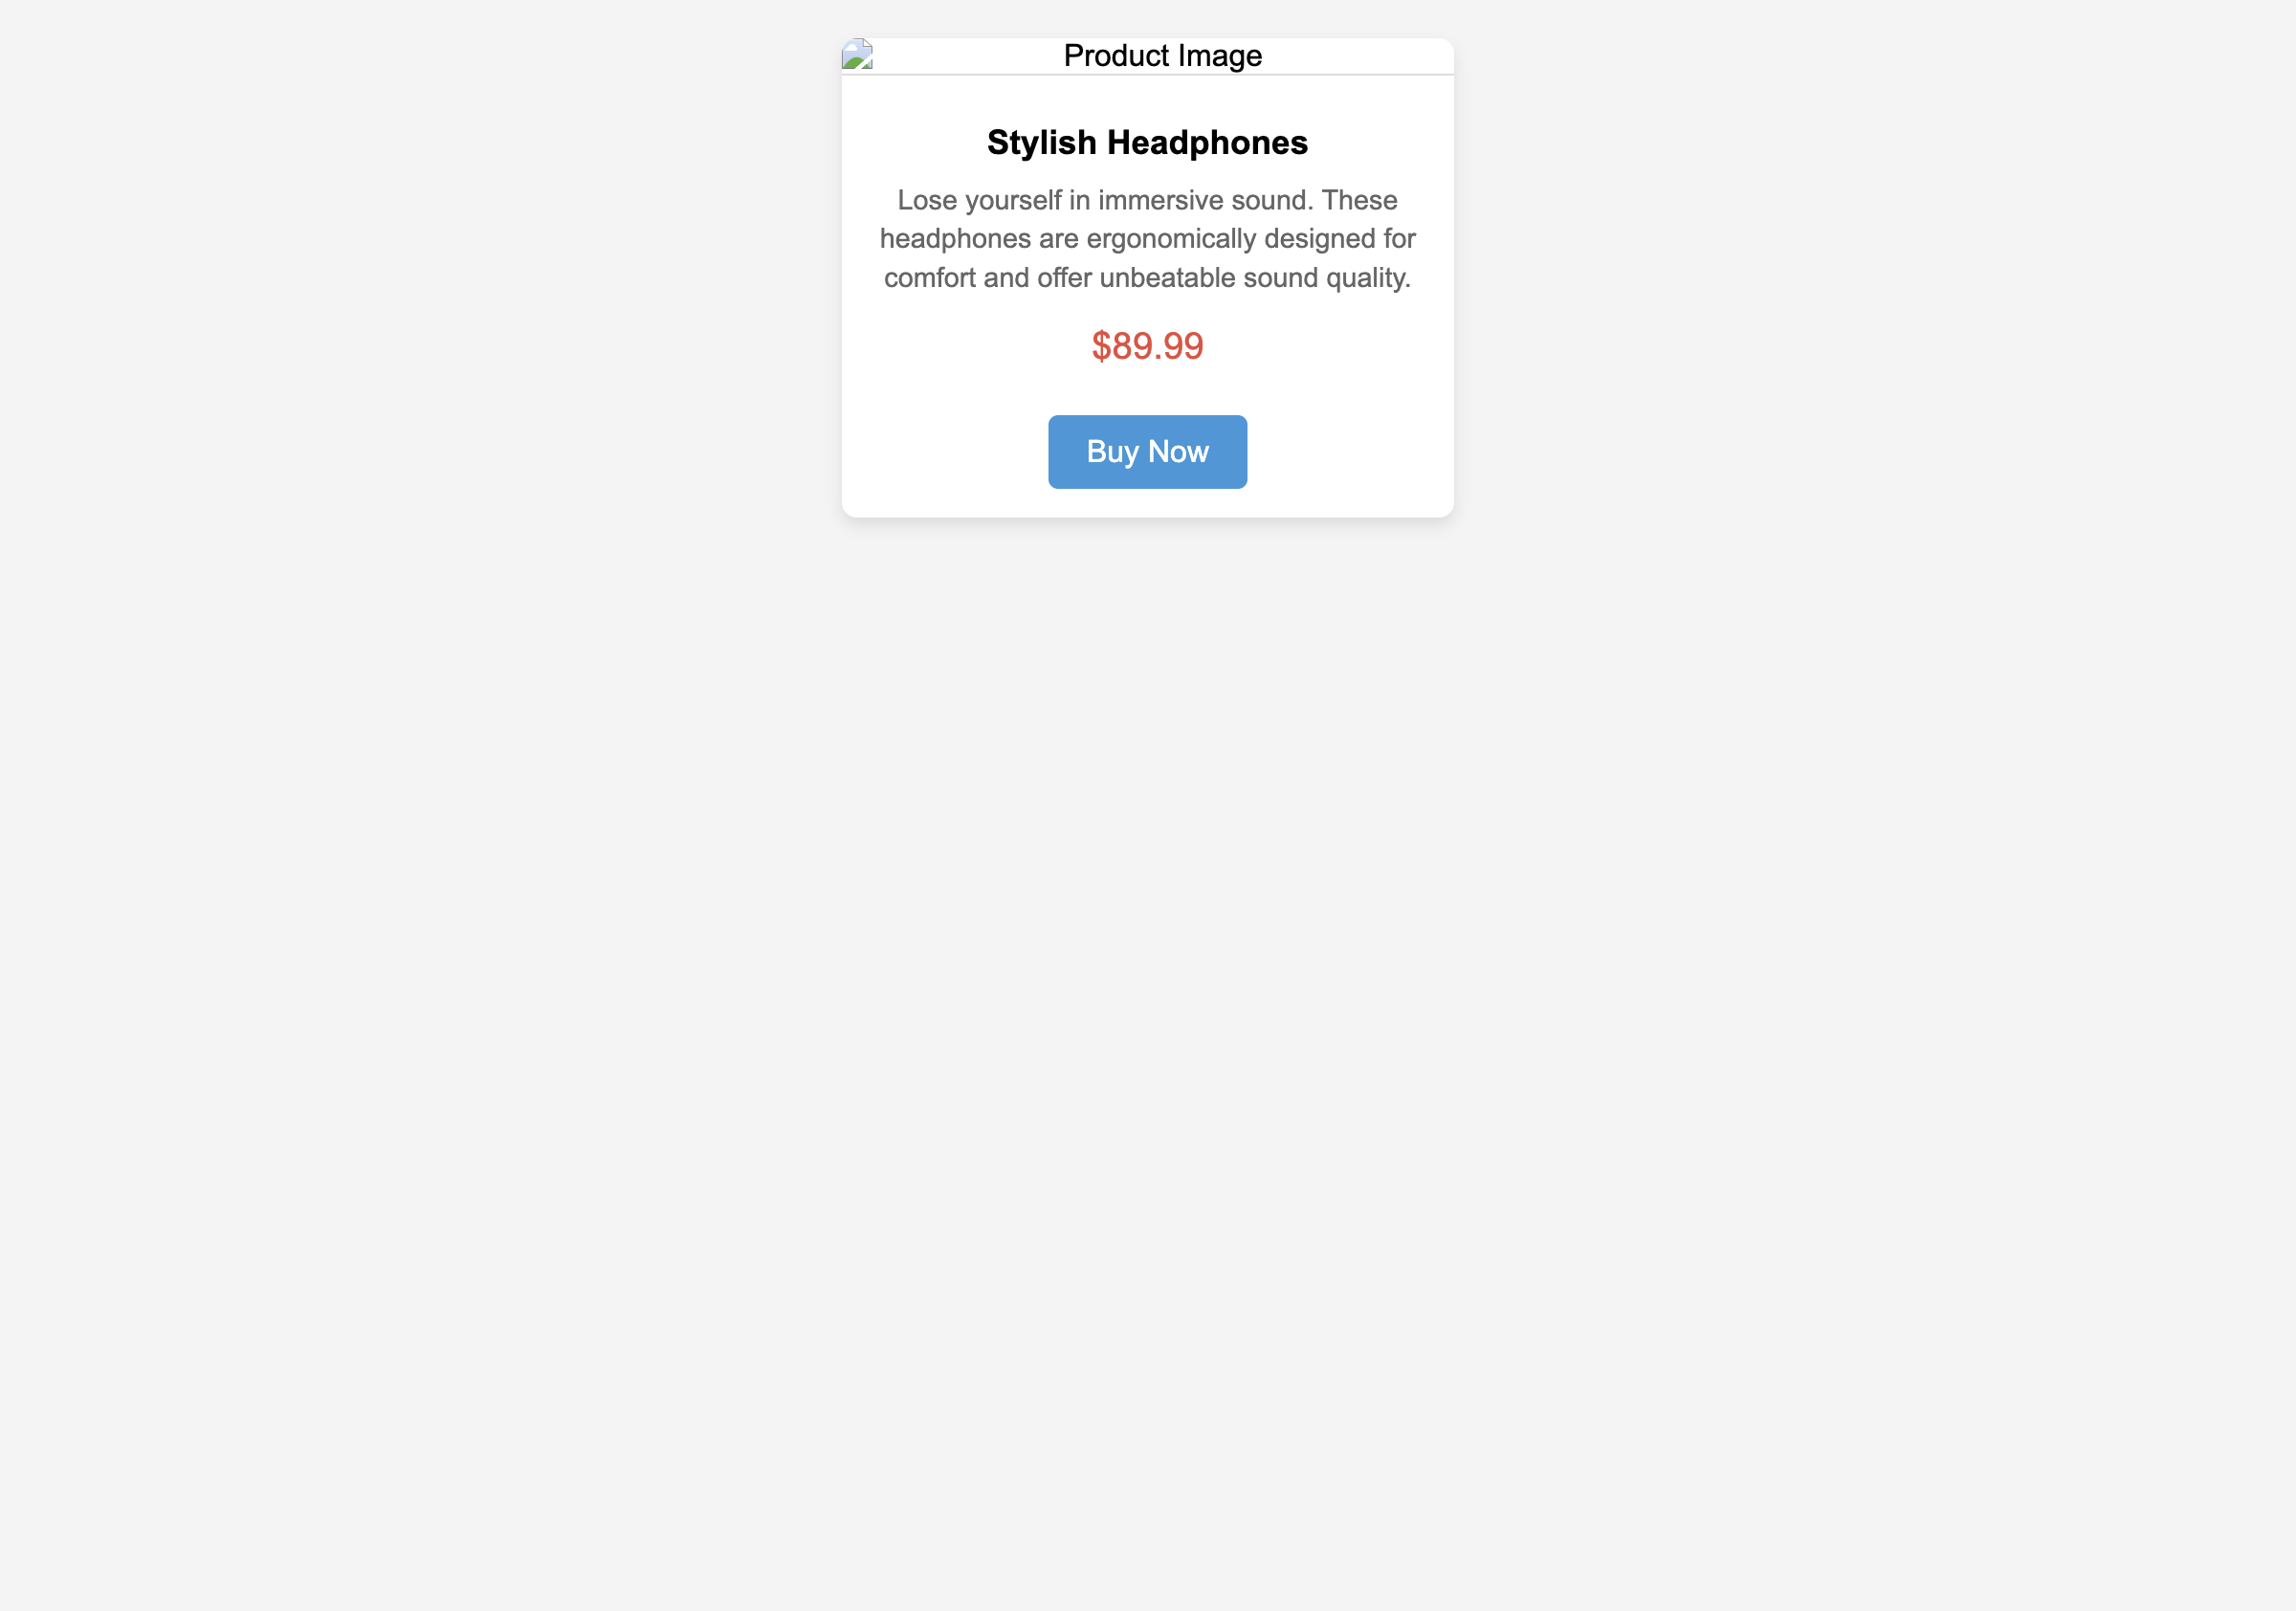 Product Image
Stylish Headphones
Lose yourself in immersive sound. These
headphones are ergonomically designed for
comfort and offer unbeatable sound quality.
$89.99
Buy Now